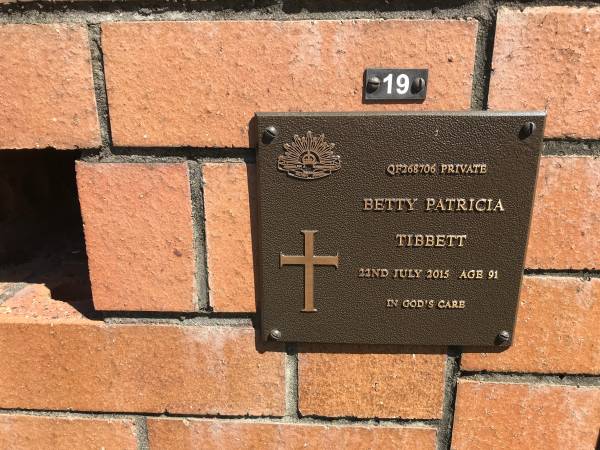 19
QF268706 PRIVATE
BETTY PATRICIA
TIBBETT
22ND JULY 2015 AGE 91
IN GOD'S CARE